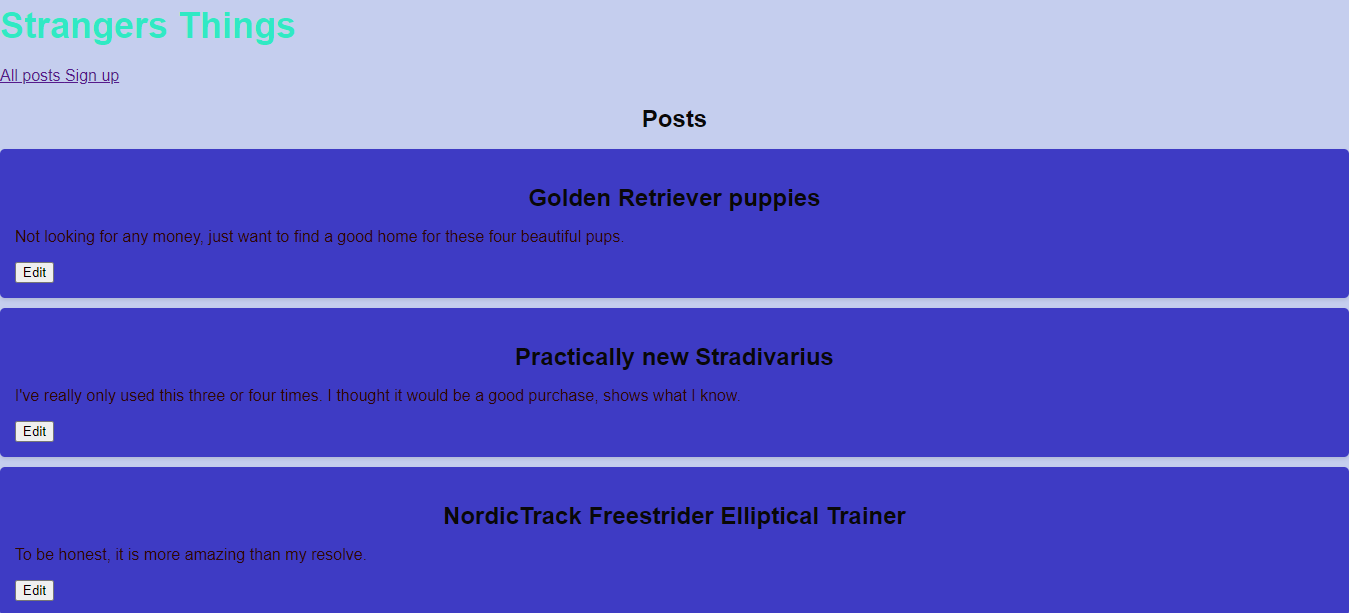 Strangers Things
All posts Sign up
Posts
Golden Retriever puppies
Not looking for any money, just want to find a good home for these four beautiful pups.
Edit
Practically new Stradivarius
I've really only used this three or four times. I thought it would be a good purchase, shows what I know.
Edit
NordicTrack Freestrider Elliptical Trainer
To be honest, it is more amazing than my resolve.
Edit